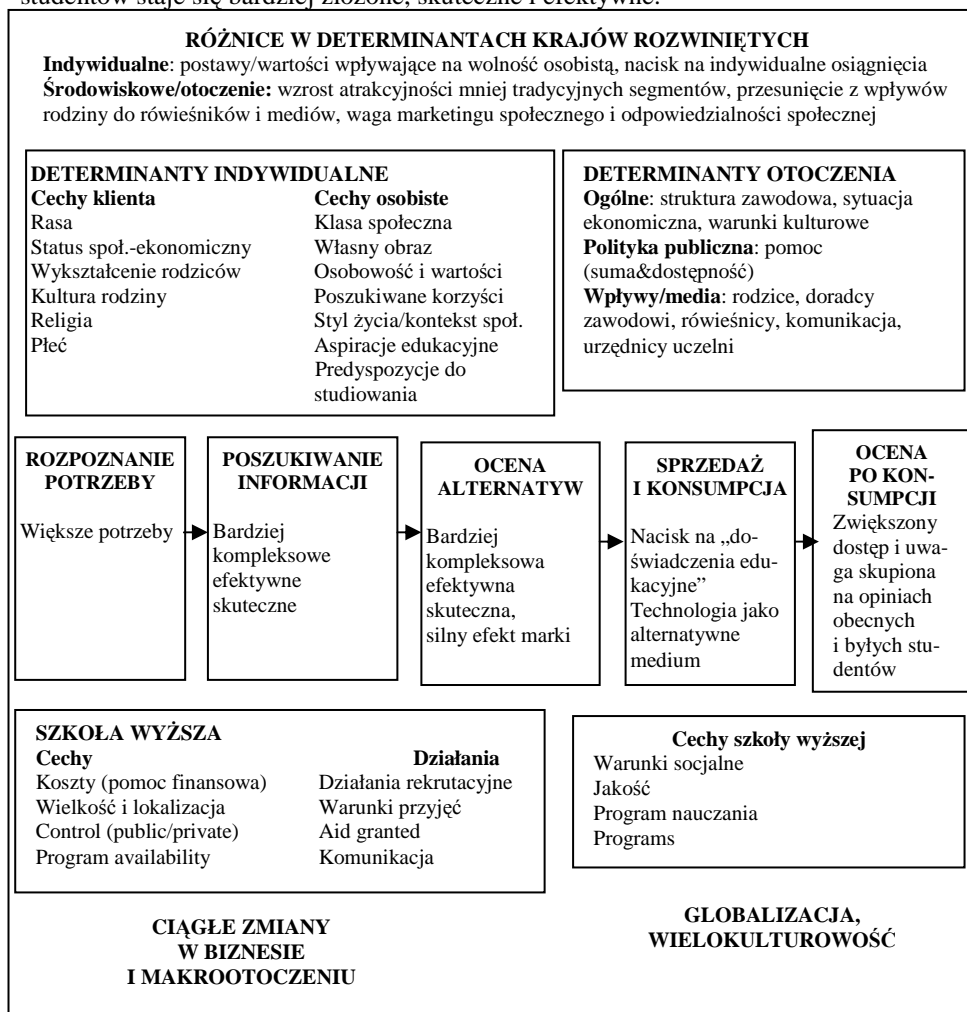 studentów staje się bardziej złożone, skuteczne i efektywne.
RÓŻNICE W DETERMINANTACH KRAJÓW ROZWINIĘTYCH
Indywidualne: postawy/wartości wpływające na wolność osobistą, nacisk na indywidualne osiągnięcia
Środowiskowe/otoczenie: wzrost atrakcyjności mniej tradycyjnych segmentów, przesunięcie z wpływów
rodziny do rówieśników i mediów, waga marketingu społecznego i odpowiedzialności społecznej
DETERMINANTY INDYWIDUALNE
Cechy klienta
Rasa
Status społ.-ekonomiczny
Wykształcenie rodziców
Kultura rodziny
Religia
Płeć
Cechy osobiste
Klasa społeczna
Własny obraz
Osobowość i wartości
Poszukiwane korzyści
Styl życia/kontekst społ.
Aspiracje edukacyjne
Predyspozycje do
studiowania
DETERMINANTY OTOCZENIA
Ogólne: struktura zawodowa, sytuacja
ekonomiczna, warunki kulturowe
Polityka publiczna: pomoc
(suma&dostępność)
Wpływy/media: rodzice, doradcy
zawodowi, rówieśnicy, komunikacja,
urzędnicy uczelni
ROZPOZNANIE
POTRZEBY
Większe potrzeby
POSZUKIWANIE
INFORMACJI
Bardziej
kompleksowe
efektywne
skuteczne
OCENA
ALTERNATYW
Bardziej
kompleksowa
efektywna
skuteczna,
silny efekt marki
SPRZEDAŻ
I KONSUMPCJA
Nacisk na „do-
świadczenia edu-
kacyjne”
Technologia jako
alternatywne
medium
OCENA
PO KON-
SUMPCJI
Zwiększony
dostęp i uwa-
ga skupiona
na opiniach
obecnych
i byłych stu-
dentów
SZKOŁA WYŻSZA
Cechy
Koszty (pomoc finansowa)
Wielkość i lokalizacja
Control (public/private)
Program availability
Działania
Działania rekrutacyjne
Warunki przyjęć
Aid granted
Komunikacja
Cechy szkoły wyższej
Warunki socjalne
Jakość
Program nauczania
Programs
CIĄGŁE ZMIANY
W BIZNESIE
I MAKROOTOCZENIU
GLOBALIZACJA,
WIELOKULTUROWOŚĆ